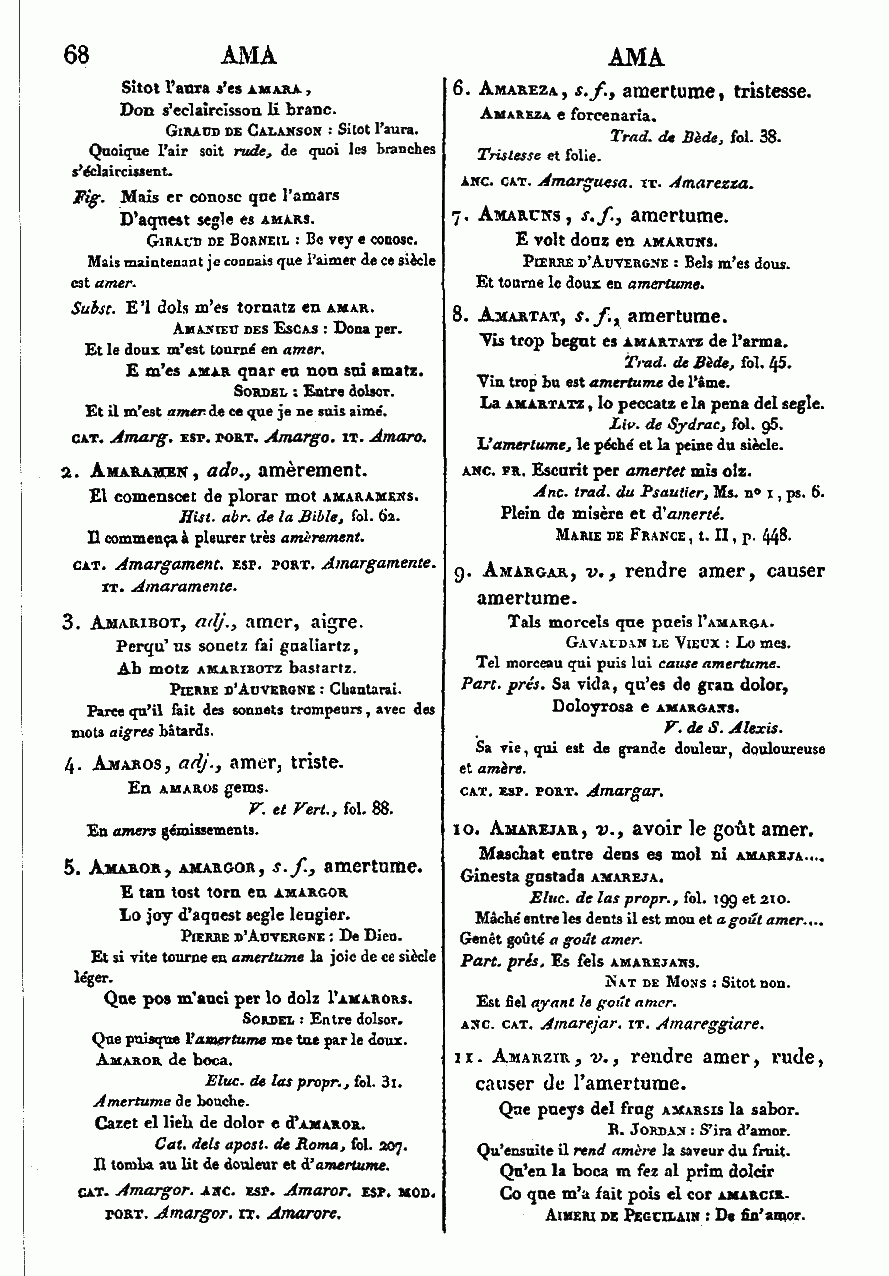 68 AMA AMA
Sitot l'aura s'es AMARA,
Don s'eclaircisson li branc.
GIRAUD DE CALANSON : Sitot l'aura.
Quoique l'air soit rude, de quoi les branches
s'éclaircissent.
Fig. Mais er conosc que l'amars
D'aquest segle es AMARS.
GIRAUD DE BORNEIL : Be vey e conosc.
Mais maintenant je connais que l'aimer de ce siècle
est amer.
Subst. E'l dols m'es tornatz en AMAR.
AMANIEU DES ESCAS : Dona per.
Et le doux m'est tourné en amer.
E m'es AMAR quar eu non sui amatz.
SORDEL : Entre dolsor.
Et il m'est amer de ce que je ne suis aimé.
CAT. Amarg. ESP. PORT. Amargo. IT. Amaro.
2. AMARAMEN, adv., amèrement.
El comenset de plorar mot AMARAMENS.
Hist. abr. de la Bible, fol. 62.
Il commença à pleurer très amèrement.
CAT. Amargament. ESP. PORT. Amargamente.
IT. Amaramente.
3. AMARIBOT, adj., amer, aigre.
Perqu'us sonetz fai gualiartz,
Ab motz AMARIBOTZ bastartz.
PIERRE D'AUVERGNE : Chantarai.
Parce qu'il fait des sonnets trompeurs, avec des
mots aigres bâtards.
4. AMAROS, adj., amer, triste.
En AMAROS gems.
V. et Vert., fol. 88.
En amers gémissements.
5. AMAROR, AMARGOR, s. f., amertume.
E tan tost torn en AMARGOR
Lo joy d'aquest segle leugier.
PIERRE D'AUVERGNE : De Dieu.
Et si vite tourne en amertume la joie de ce siècle
léger.
Que pos m'auci per lo dolz l'AMARORS.
SORDEL : Entre dolsor.
Que puisque l'amertume me tue par le doux.
AMAROR de boca.
Eluc. de las propr., fol. 31.
Amertume de bouche.
Cazet el lieh de dolor e d'AMAROR.
Cat. dels apost. de Roma, fol. 207.
Il tomba au lit de douleur et d'amertume.
CAT. Amargor. ANC. ESP. Amaror. ESP. MOD.
PORT. Amargor. IT. Amarore.
6. AMAREZA, s. f., amertume, tristesse.
AMAREZA e forcenaria.
Trad. de Bède, fol. 38.
Tristesse et folie.
ANC. CAT. Amarguesa. IT. Amarezza.
7. AMARUNS, s. f., amertume.
E volt douz en AMARUNS.
PIERRE D'AUVERGNE : Bels m'es dous.
Et tourne le doux en amertume.
8. AMARTAT, s. f., amertume.
Vis trop begut es AMARTATZ de l'arma.
Trad. de Bède, fol. 45.
Vin trop bu est amertume de l'âme.
La AMARTATZ, lo peccatz e la pena del segle.
Liv. de Sydrac, fol. 95.
L'amertume, le péché et la peine du siècle.
ANC. FR. Escurit per amertet mis olz.
Anc. trad. du Psautier, Ms. nº 1, ps. 6.
Plein de misère et d'amerté.
MARIE DE FRANCE, t. II, p. 448.
9. AMARGAR, v., rendre amer, causer
amertume.
Tals morcels que pueis l'AMARGA.
GAVAUDAN LE VIEUX : Lo mes.
Tel morceau qui puis lui cause amertume.
Part. prés. Sa vida, qu'es de gran dolor,
Doloyrosa e AMARGANS.
V. de S. Alexis.
Sa vie, qui est de grande douleur, douloureuse
et amère.
CAT. ESP. PORT. Amargar.
10. AMAREJAR, v., avoir le goût amer.
Maschat entre dens es mol ni AMAREJA....
Ginesta gustada AMAREJA.
Eluc. de las propr., fol. 199 et 210.
Mâché entre les dents il est mou et a goût amer....
Genêt goûté a goût amer.
Part. prés. Es fels AMAREJANS.
NAT DE MONS : Sitot non.
Est fiel ayant le goût amer.
ANC. CAT. Amarejar. IT. Amareggiare.
11. AMARZIR, v., rendre amer, rude,
causer de l'amertume.
Que pueys del frug AMARSIS la sabor.
R. JORDAN : S'ira d'amor.
Qu'ensuite il rend amère la saveur du fruit.
Qu'en la boca m fez al prim dolcir
Co que m'a fait pois el cor AMARCIR.
AIMERI DE PEGUILAIN : De fin'amor.